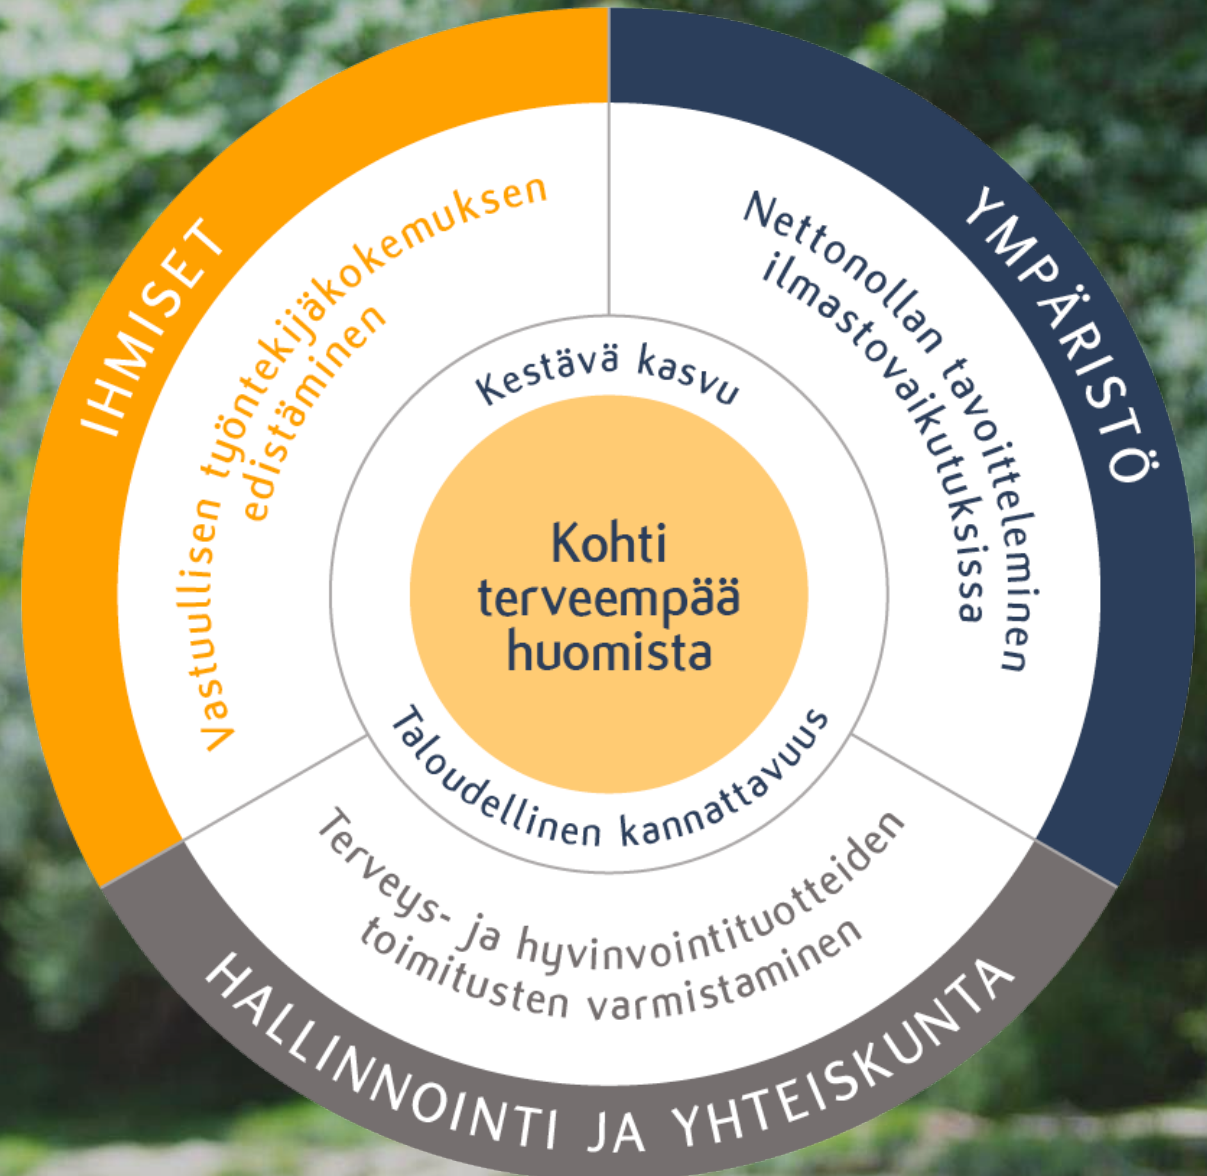 IHMISET
Vastuullisen työntekijäkokemuksen
edistäminen
YMPÄRISTÖ
Nettonollan tavoitteleminen
ilmastovaikutuksissa
Kestävä kasvu
Kohti
terveempää
huomista
Taloudellinen kannattavuus
Terveys- ja hyvinvointituotteiden
toimitusten varmistaminen
HALLINNOINTI JA YHTEISKUNTA